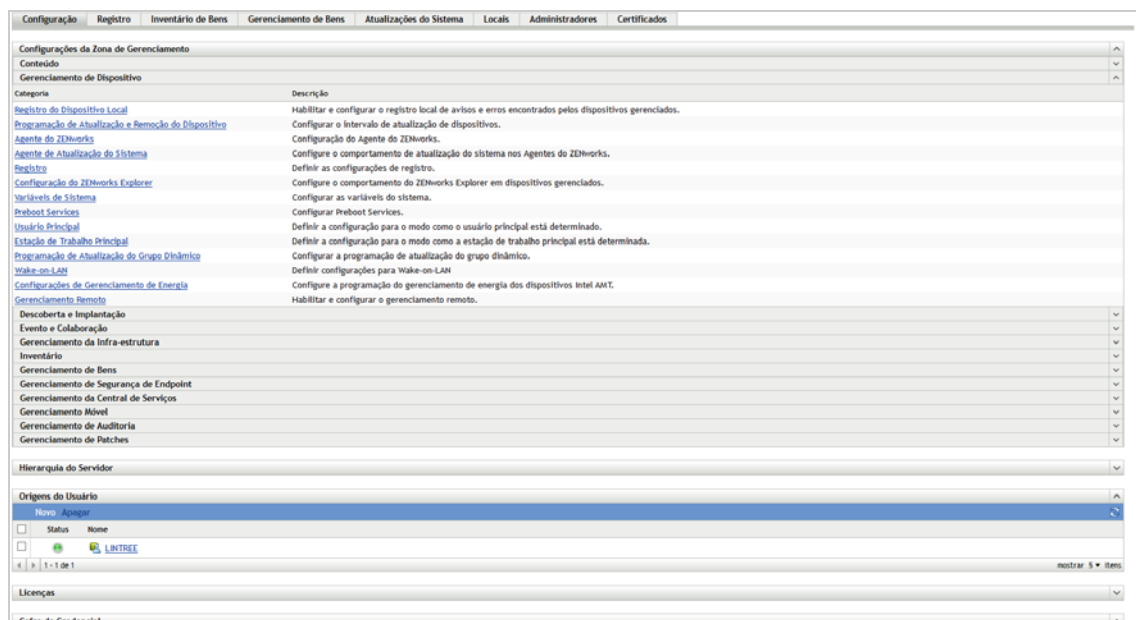 Configuração Registro Inventário de Bens Gerenciamento de Bens Atualizações do Sistema Locais Administradores Certificados
Configurações da Zona de Gerenciamento
Conteúdo
Gerenciamento de Dispositivo
Categoria Descrição
Registro do Dispositivo Local Habilitar e configurar o registro local de avisos e erros encontrados pelos dispositivos gerenciados.
Programação de Atualização e Remoção do Dispositivo Configurar o intervalo de atualização de dispositivos.
Agente do ZENworks Configuração do Agente do ZENworks.
Agente de Atualização do Sistema Configure o comportamento de atualização do sistema nos Agentes do ZENworks.
Registro Definir as configurações de registro.
Configuração do ZENworks Explorer Configure o comportamento do ZENworks Explorer em dispositivos gerenciados.
Variáveis de Sistema Configurar as variáveis do sistema.
Preboot Services Configurar Preboot Services.
Usuário Principal Definir a configuração para o modo como o usuário principal está determinado.
Estação de Trabalho Principal Definir a configuração para o modo como a estação de trabalho principal está determinada.
Programação de Atualização do Grupo Dinâmico Configurar a programação de atualização do grupo dinâmico.
Wake-on-LAN Definir configurações para Wake-on-LAN
Configurações de Gerenciamento de Energia Configure a programação do gerenciamento de energia dos dispositivos Intel AMT.
Gerenciamento Remoto Habilitar e configurar o gerenciamento remoto.
Descoberta e Implantação
Evento e Colaboração
Gerenciamento da Infra-estrutura
Inventário
Gerenciamento de Bens
Gerenciamento de Segurança de Endpoint
Gerenciamento da Central de Serviços
Gerenciamento Móvel
Gerenciamento de Auditoria
Gerenciamento de Patches
Hierarquia do Servidor
Origens do Usuário
Novo Apagar
Status Nome
LINTREE
1 - 1 de 1 mostrar 5 itens
Licenças